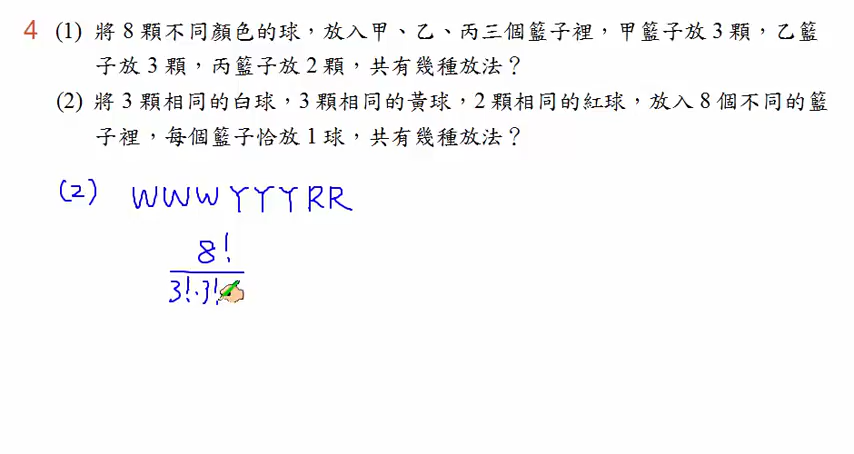 4 (1) 將 8 顆不同顏色的球，放入甲、乙、丙三個籃子裡，甲籃子放 3 顆，乙籃
子放 3 顆，丙籃子放 2 顆，共有幾種放法？
(2) 將 3 顆相同的白球，3 顆相同的黃球，2 顆相同的紅球，放入 8 個不同的籃
子裡，每個籃子恰放 1 球，共有幾種放法？
(2) WWWYYYRR
8!
3!·3!